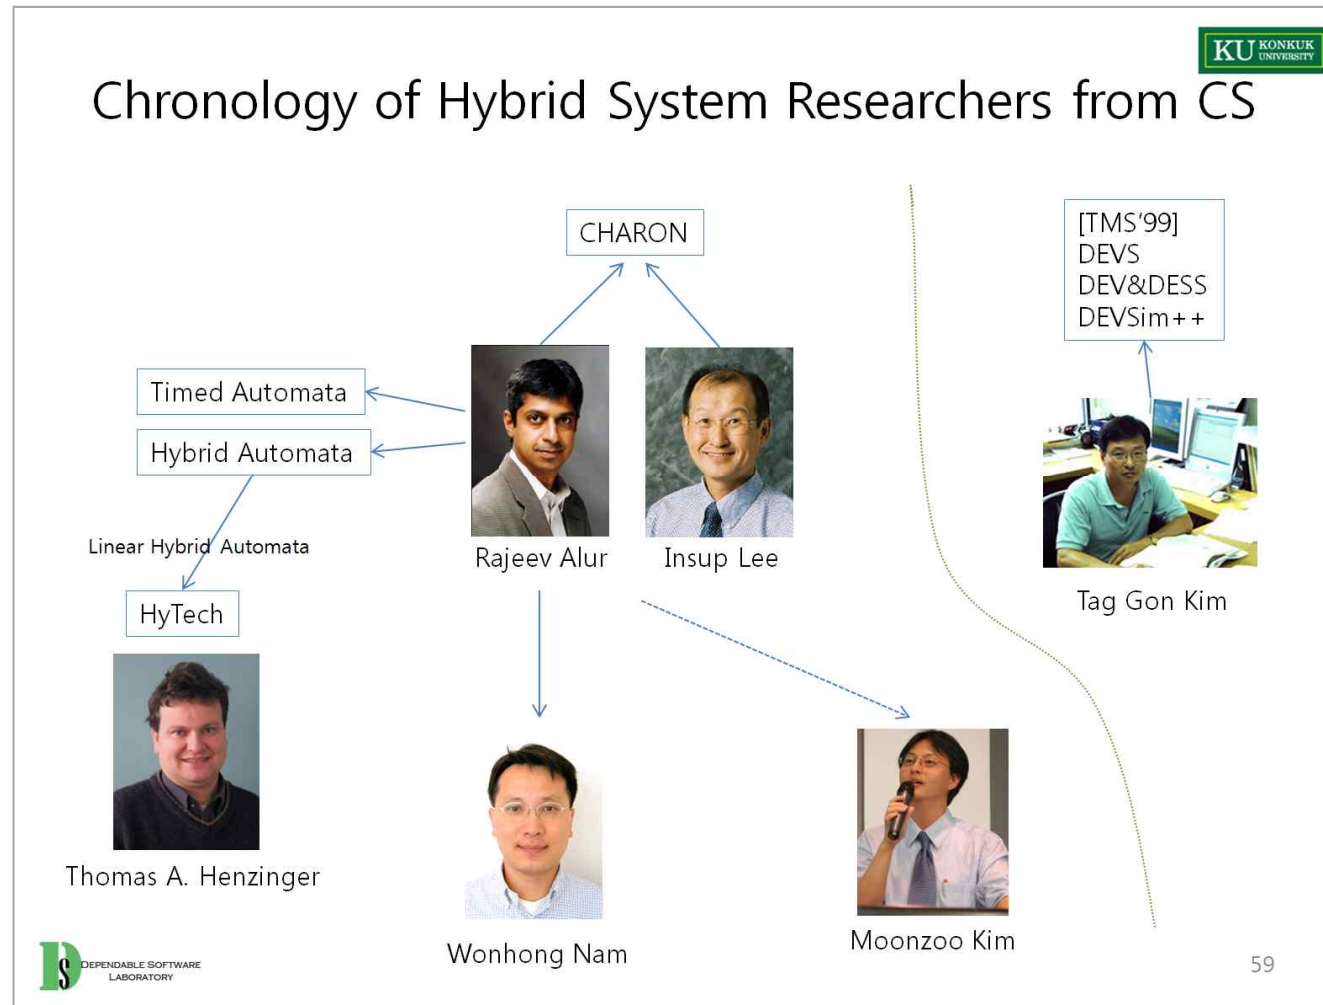 KU KONKUK
UNIVERSITY
Chronology of Hybrid System Researchers from CS
CHARON
[TMS'99]
DEVS
DEV&DESS
DEVSim++
Timed Automata
Hybrid Automata
Linear Hybrid Automata
HyTech
Rajeev Alur
Insup Lee
Tag Gon Kim
Thomas A. Henzinger
Wonhong Nam
Moonzoo Kim
DS DEPENDABLE SOFTWARE
LABORATORY
59